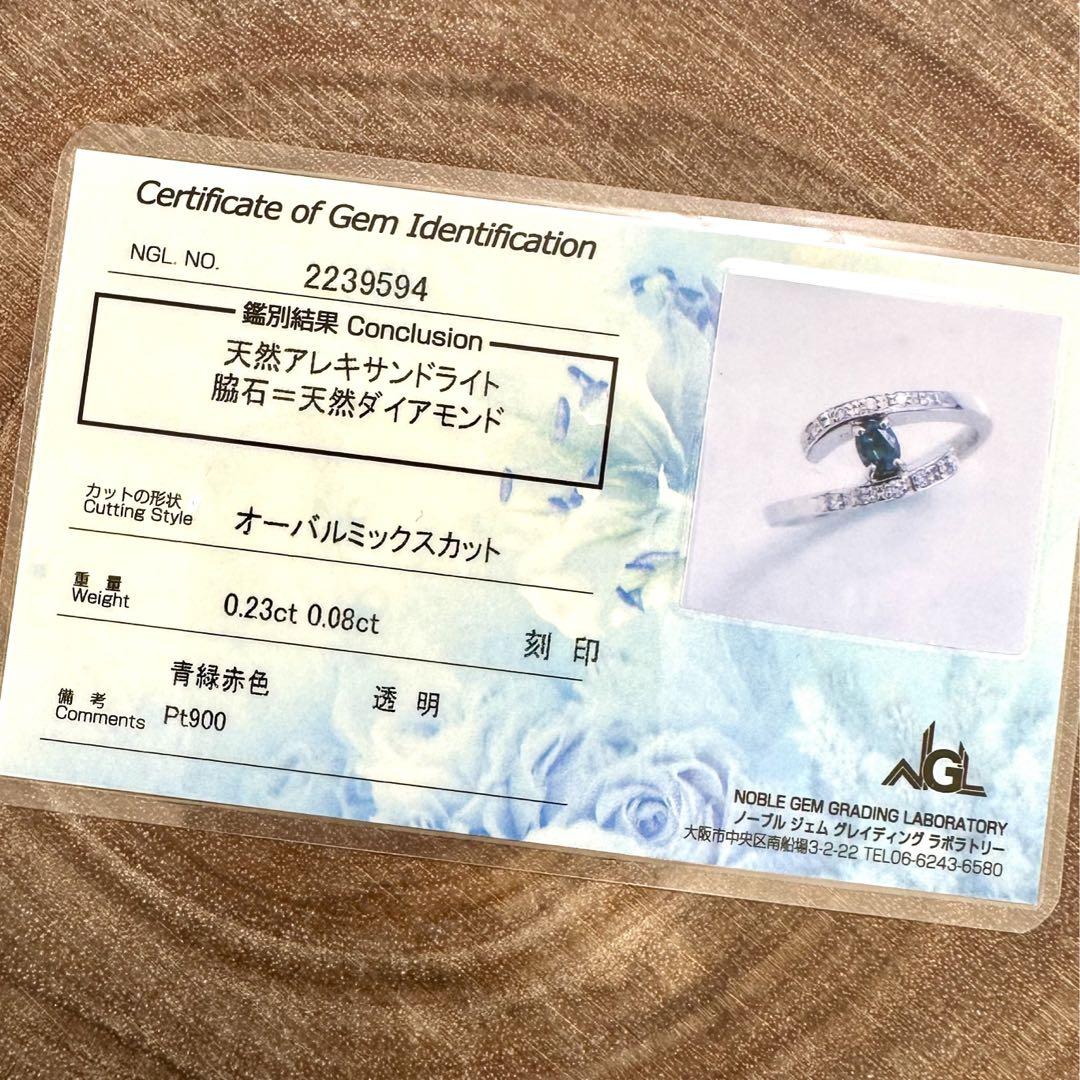 Certificate of Gem Identification
NGL. NO. 2239594
鑑別結果 Conclusion
天然アレキサンドライト
脇石＝天然ダイアモンド
カットの形状
Cutting Style オーバルミックスカット
重 量
Weight 0.23ct 0.08ct 刻 印
青緑赤色 透 明
備 考
Comments Pt900
NGL
NOBLE GEM GRADING LABORATORY
ノーブル ジェム グレイディング ラボラトリー
大阪市中央区南船場3-2-22 TEL06-6243-6580